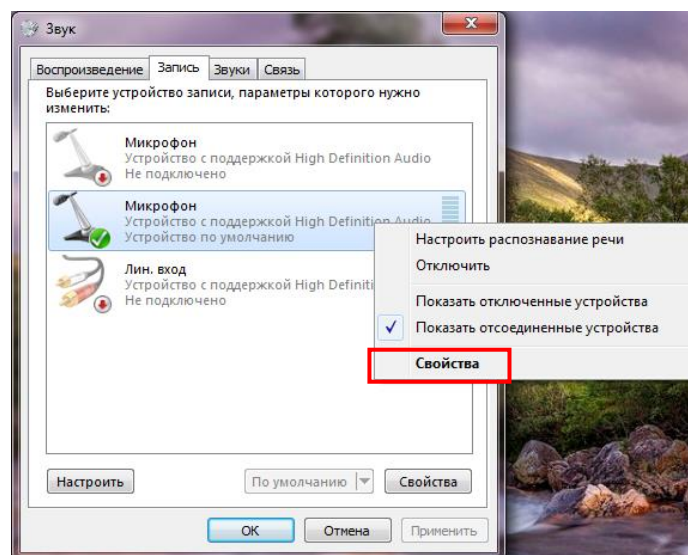 Звук
Воспроизведение Запись Звуки Связь
Выберите устройство записи, параметры которого нужно
изменить:
Микрофон
Устройство с поддержкой High Definition Audio
Не подключено
Микрофон
Устройство с поддержкой High Definition Audio
Устройство по умолчанию
Лин. вход
Устройство с поддержкой High Definiti
Не подключено
Настроить распознавание речи
Отключить
Показать отключенные устройства
Показать отсоединенные устройства
Свойства
Настроить По умолчанию Свойства
ОК Отмена Применить